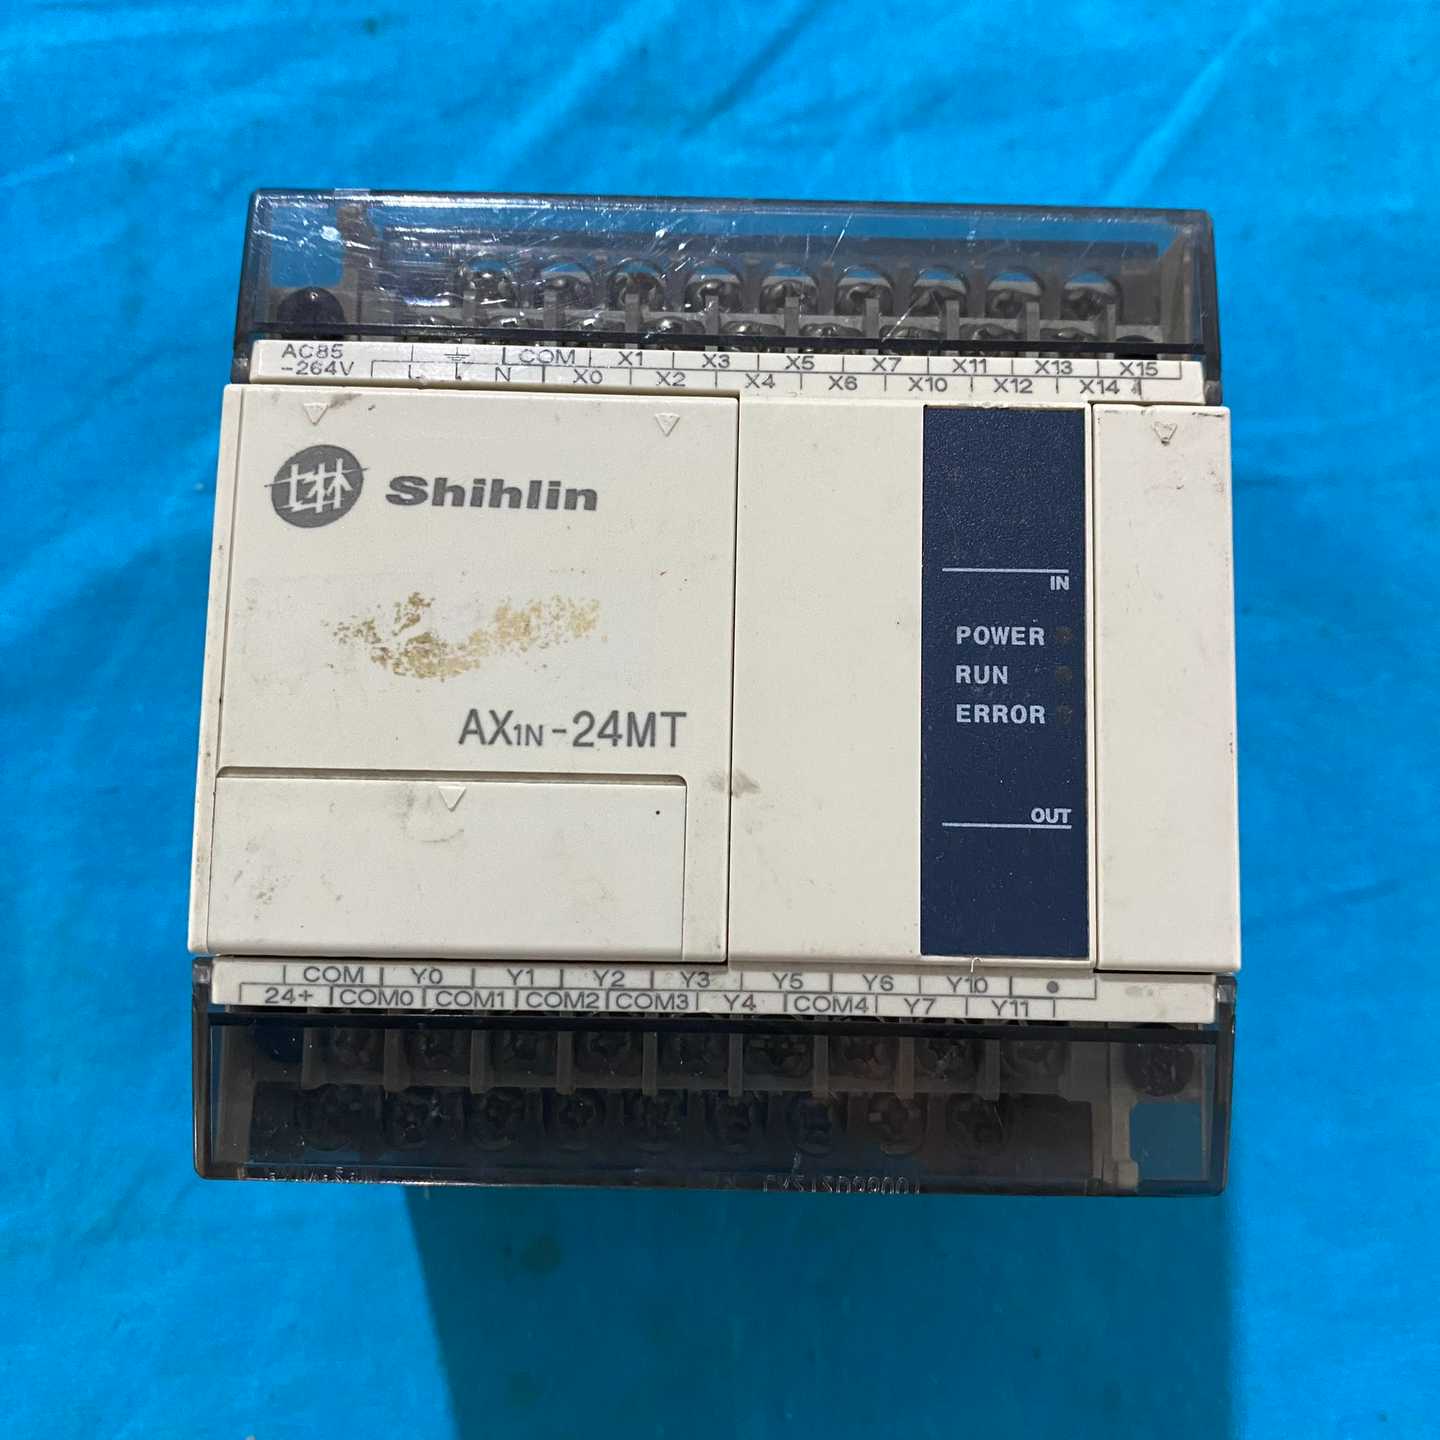 AC85 COM X1 X3 X5 X7 X11 X13 X15
-264V L N X0 X2 X4 X6 X10 X12 X14
士林 Shihlin
AX1N-24MT
IN
POWER
RUN
ERROR
OUT
COM Y0 Y1 Y2 Y3 Y5 Y6 Y10 •
24+ COM0 COM1 COM2 COM3 Y4 COM4 Y7 Y11